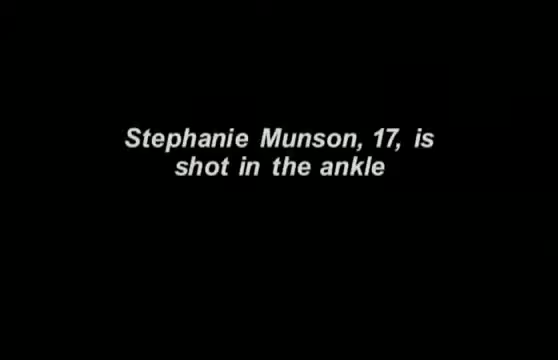 Stephanie Munson, 17, is
shot in the ankle